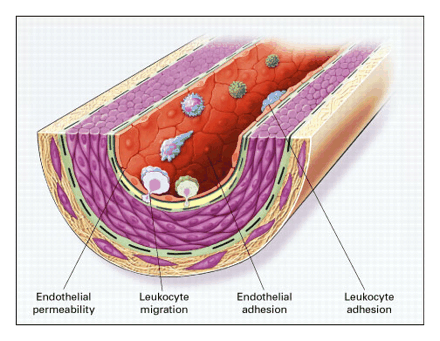 Endothelial
permeability
Leukocyte
migration
Endothelial
adhesion
Leukocyte
adhesion